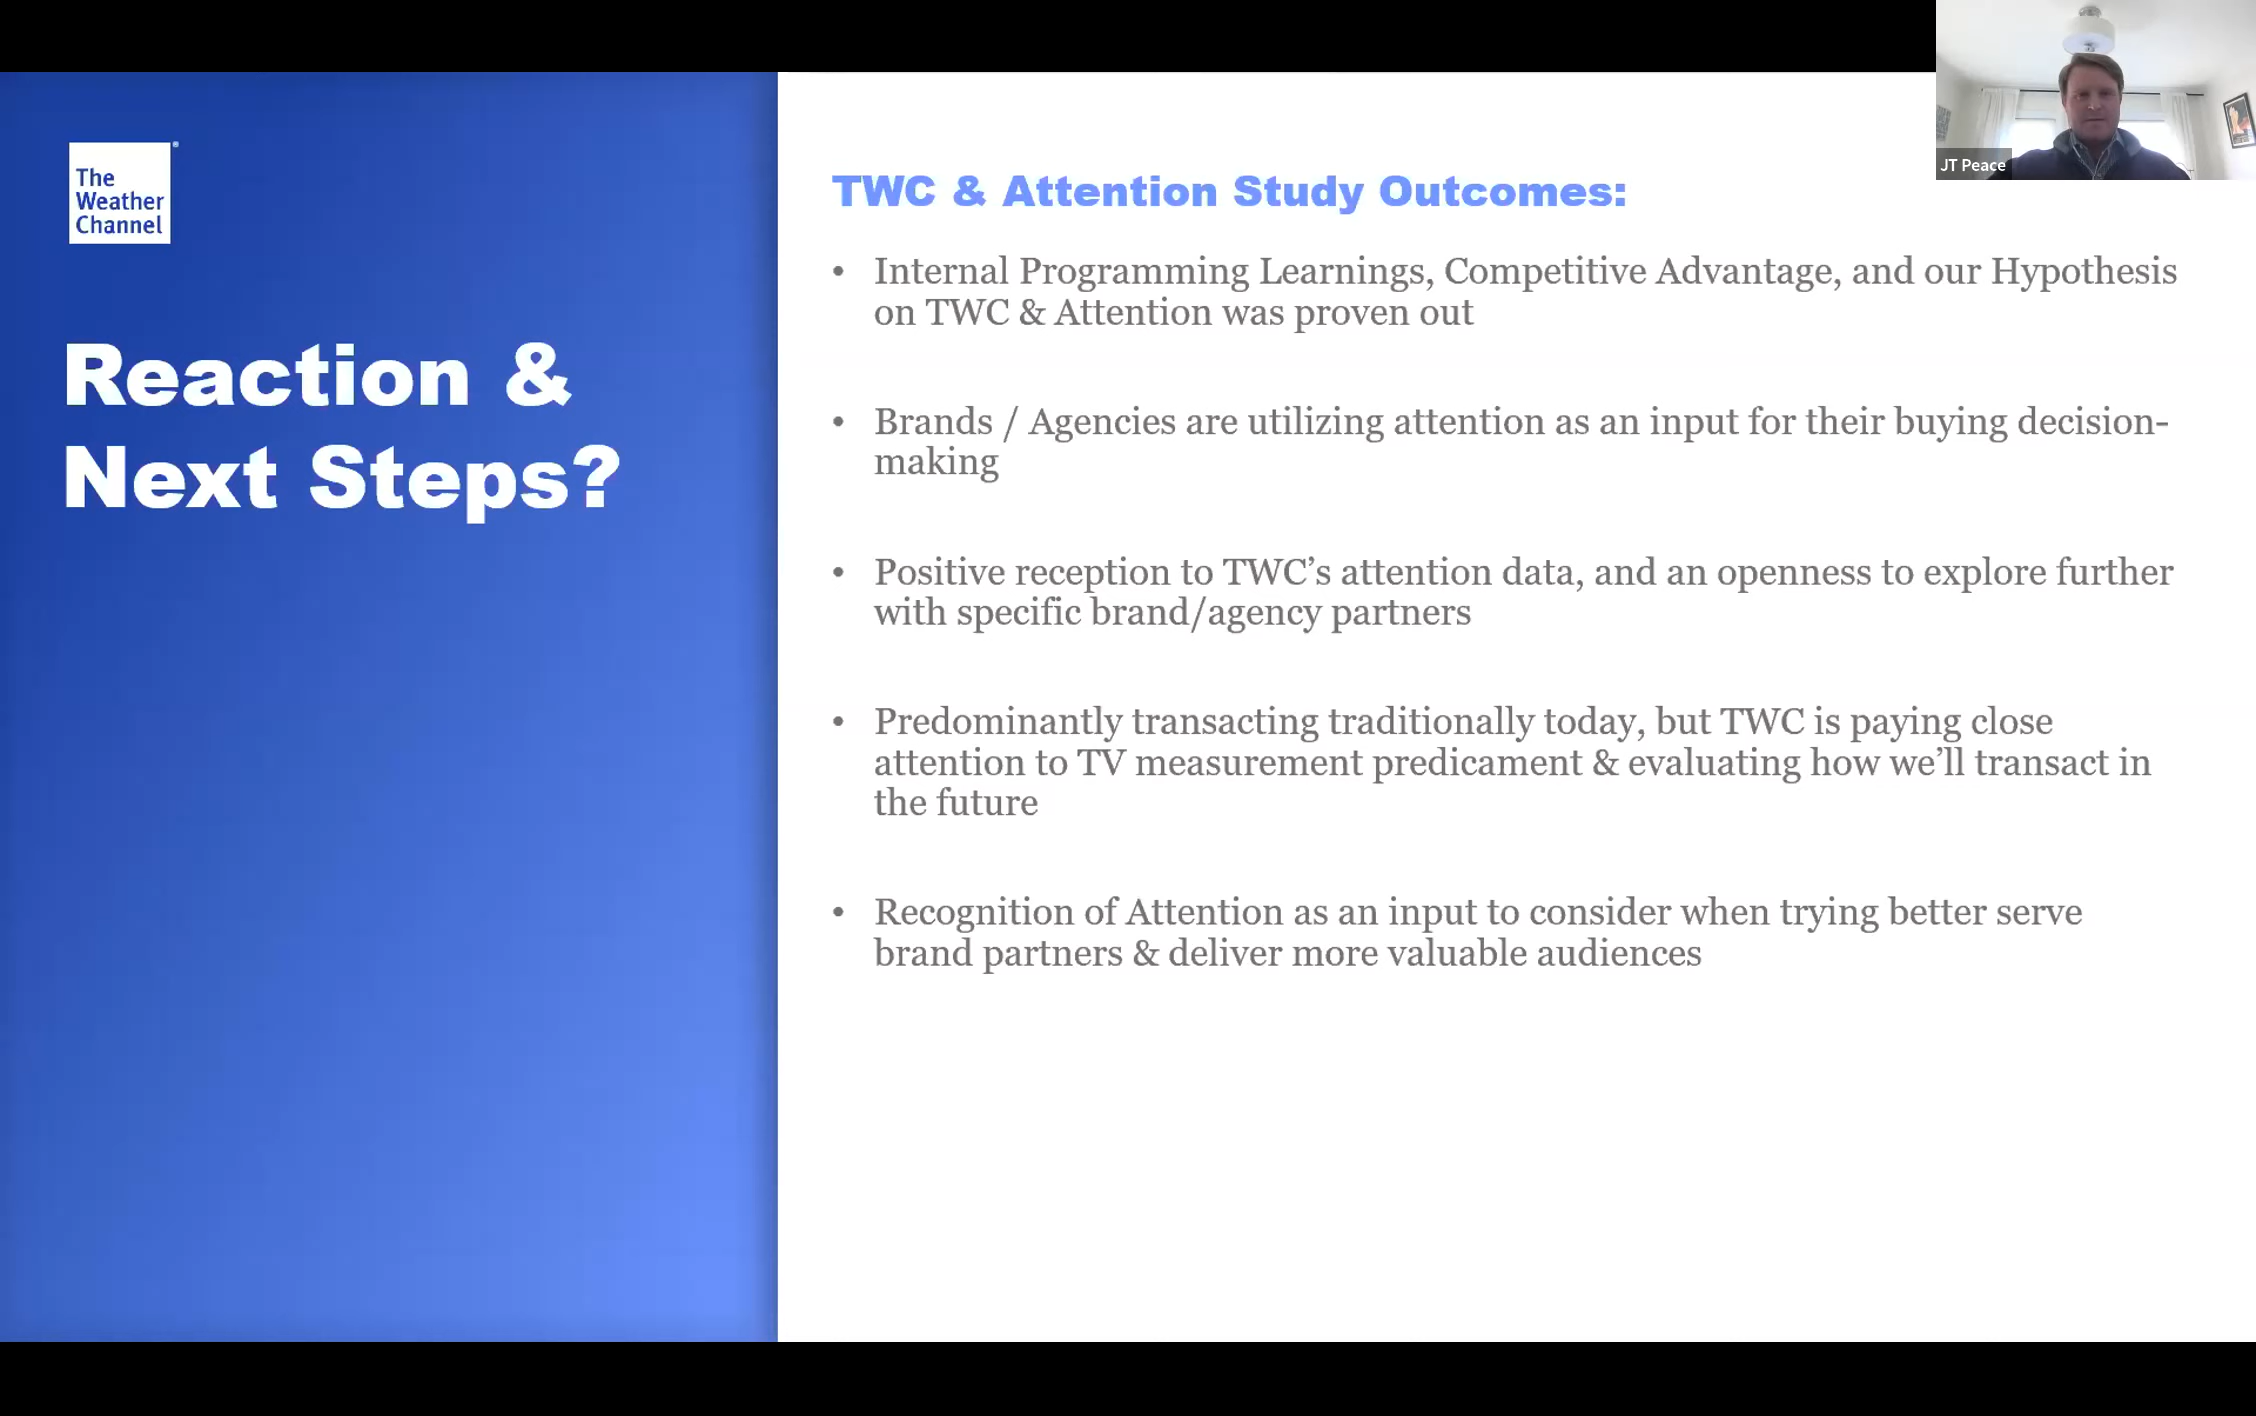 JT Peace
The
Weather
Channel
Reaction &
Next Steps?
TWC & Attention Study Outcomes:
• Internal Programming Learnings, Competitive Advantage, and our Hypothesis
on TWC & Attention was proven out
• Brands / Agencies are utilizing attention as an input for their buying decision-
making
• Positive reception to TWC’s attention data, and an openness to explore further
with specific brand/agency partners
• Predominantly transacting traditionally today, but TWC is paying close
attention to TV measurement predicament & evaluating how we’ll transact in
the future
• Recognition of Attention as an input to consider when trying better serve
brand partners & deliver more valuable audiences